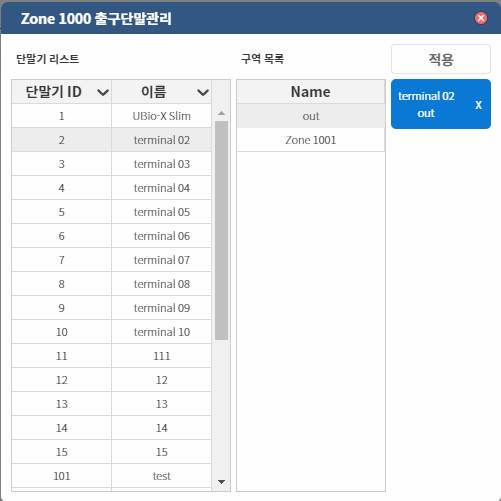 Zone 1000 출구단말관리
단말기 리스트
구역 목록
적용
단말기 ID 이름
1 UBio-X Slim
2 terminal 02
3 terminal 03
4 terminal 04
5 terminal 05
6 terminal 06
7 terminal 07
8 terminal 08
9 terminal 09
10 terminal 10
11 111
12 12
13 13
14 14
15 15
101 test
Name
out
Zone 1001
terminal 02
out
X